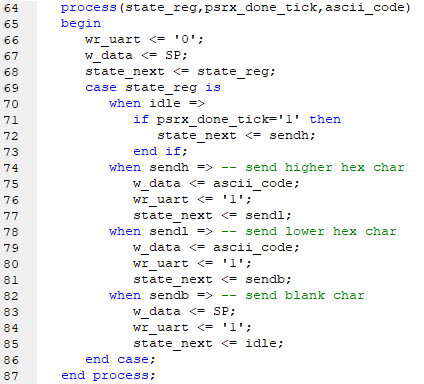 64 process(state_reg,psrx_done_tick,ascii_code)
65 begin
66 wr_uart <= '0';
67 w_data <= SP;
68 state_next <= state_reg;
69 case state_reg is
70 when idle =>
71 if psrx_done_tick='1' then
72 state_next <= sendh;
73 end if;
74 when sendh => -- send higher hex char
75 w_data <= ascii_code;
76 wr_uart <= '1';
77 state_next <= sendl;
78 when sendl => -- send lower hex char
79 w_data <= ascii_code;
80 wr_uart <= '1';
81 state_next <= sendb;
82 when sendb => -- send blank char
83 w_data <= SP;
84 wr_uart <= '1';
85 state_next <= idle;
86 end case;
87 end process;